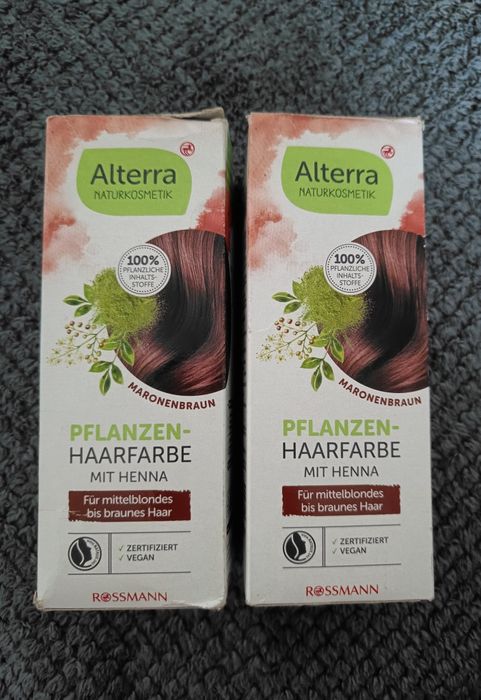 Alterra
NATURKOSMETIK
100%
PFLANZLICHE
INHALTS-
STOFFE
MARONENBRAUN
PFLANZEN-
HAARFARBE
MIT HENNA
Für mittelblondes
bis braunes Haar
✓ ZERTIFIZIERT
✓ VEGAN
ROSSMANN
Alterra
NATURKOSMETIK
100%
PFLANZLICHE
INHALTS-
STOFFE
MARONENBRAUN
PFLANZEN-
HAARFARBE
MIT HENNA
Für mittelblondes
bis braunes Haar
✓ ZERTIFIZIERT
✓ VEGAN
ROSSMANN